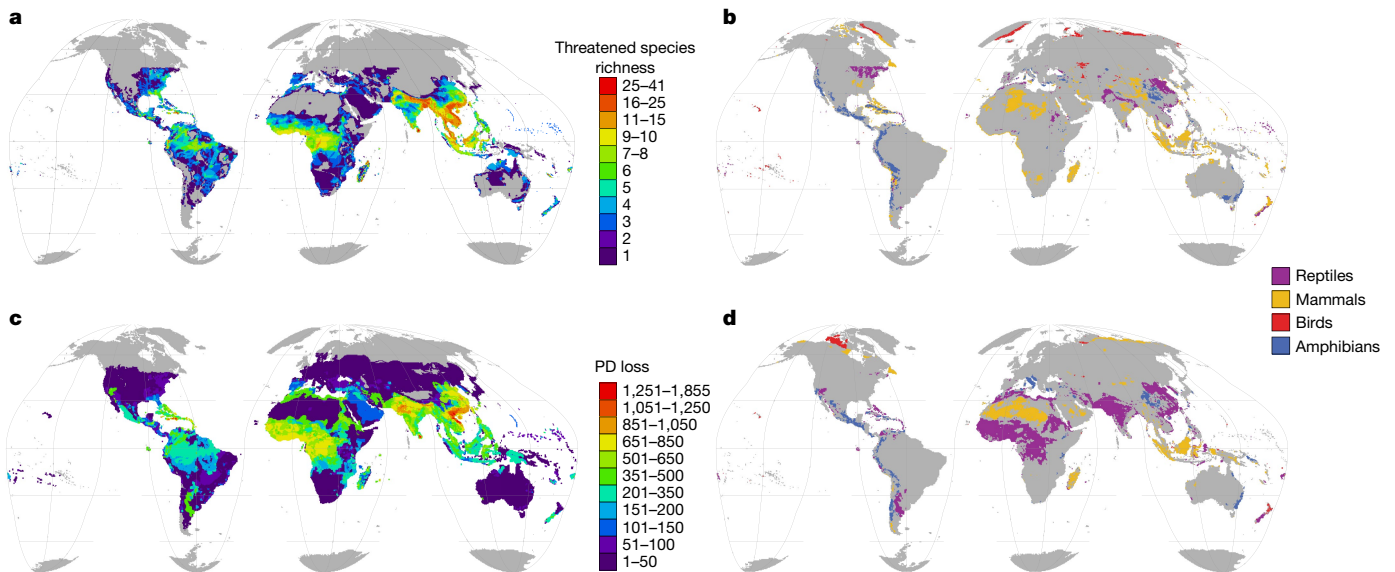 a
Threatened species
richness
25–41
16–25
11–15
9–10
7–8
6
5
4
3
2
1
b
Reptiles
Mammals
Birds
Amphibians
c
PD loss
1,251–1,855
1,051–1,250
851–1,050
651–850
501–650
351–500
201–350
151–200
101–150
51–100
1–50
d